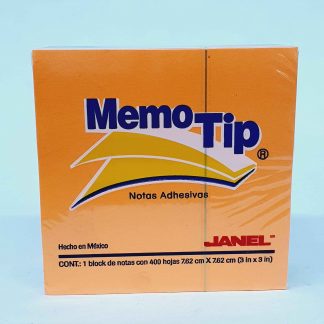 Memo Tip ®
Notas Adhesivas
Hecho en México
JANEL
CONT.: 1 block de notas con 400 hojas 7.62 cm X 7.62 cm (3 in x 3 in)